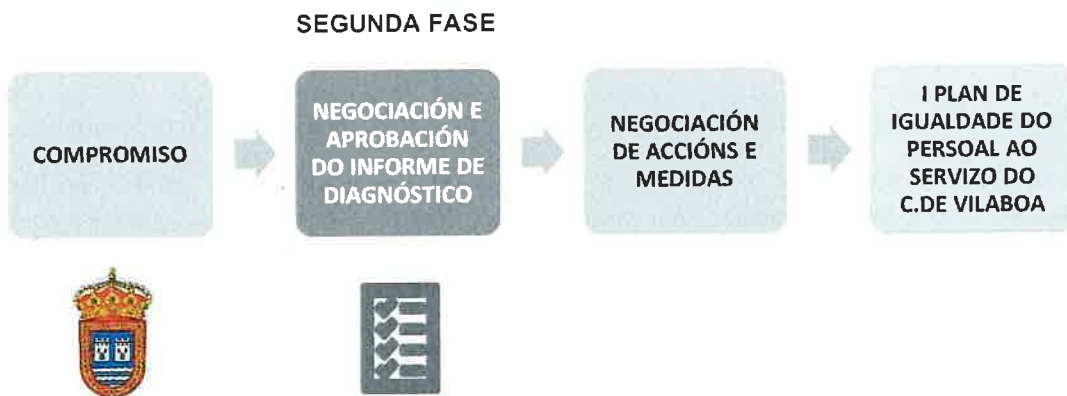 SEGUNDA FASE
COMPROMISO
NEGOCIACIÓN E
APROBACIÓN
DO INFORME DE
DIAGNÓSTICO
NEGOCIACIÓN
DE ACCIÓNS E
MEDIDAS
I PLAN DE
IGUALDADE DO
PERSOAL AO
SERVIZO DO
C.DE VILABOA